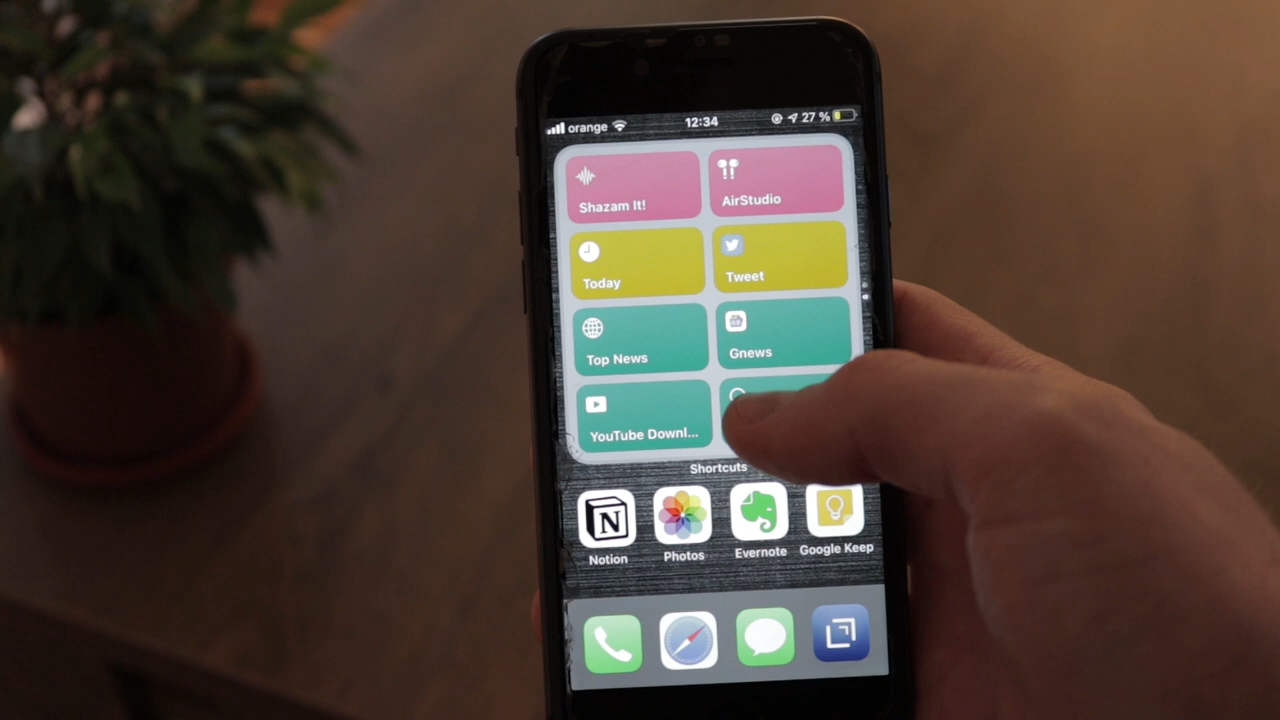 orange 12:34 27 %
Shazam It! AirStudio
Today Tweet
Top News Gnews
YouTube Downl...
Shortcuts
N
Notion Photos Evernote Google Keep